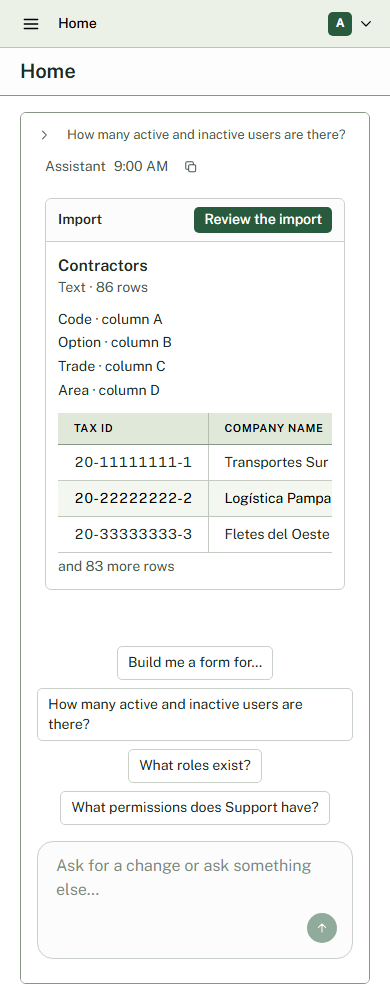 Home
A
Home
How many active and inactive users are there?
Assistant 9:00 AM
Import
Review the import
Contractors
Text · 86 rows
Code · column A
Option · column B
Trade · column C
Area · column D
TAX ID COMPANY NAME
20-11111111-1 Transportes Sur
20-22222222-2 Logística Pampa
20-33333333-3 Fletes del Oeste
and 83 more rows
Build me a form for...
How many active and inactive users are
there?
What roles exist?
What permissions does Support have?
Ask for a change or ask something
else...